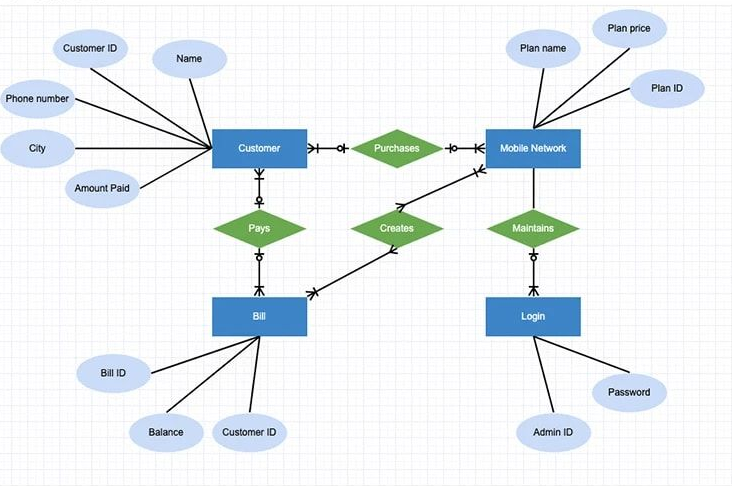 Plan price
Customer ID
Name
Plan name
Plan ID
Phone number
City
Customer
Purchases
Mobile Network
Amount Paid
Pays
Creates
Maintains
Bill
Login
Bill ID
Password
Balance
Customer ID
Admin ID